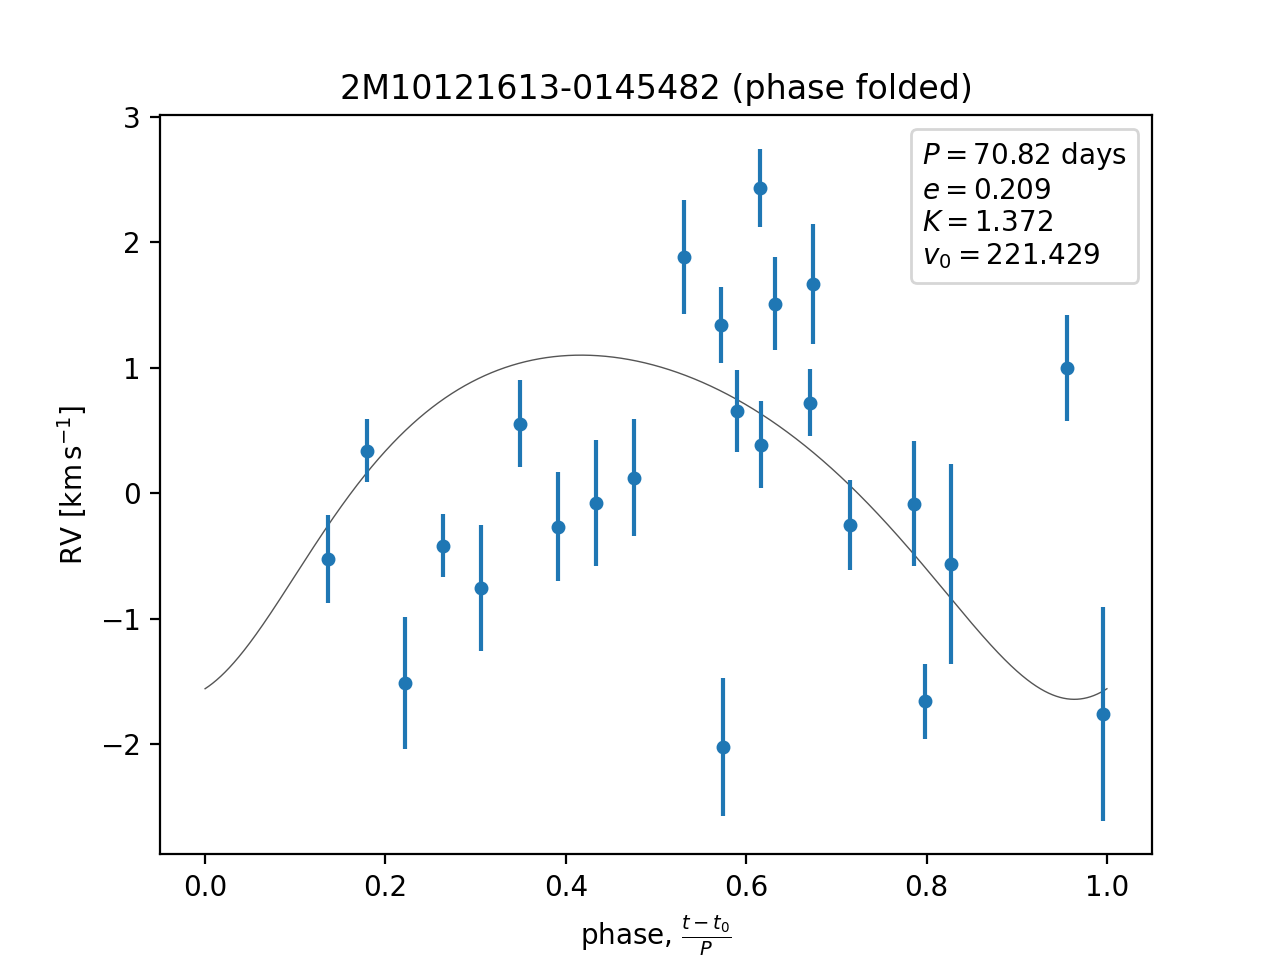 2M10121613-0145482 (phase folded)
P = 70.82 days
e = 0.209
K = 1.372
v₀ = 221.429
RV [km s⁻¹]
3
2
1
0
−1
−2
0.0 0.2 0.4 0.6 0.8 1.0
phase, (t − t₀)/P